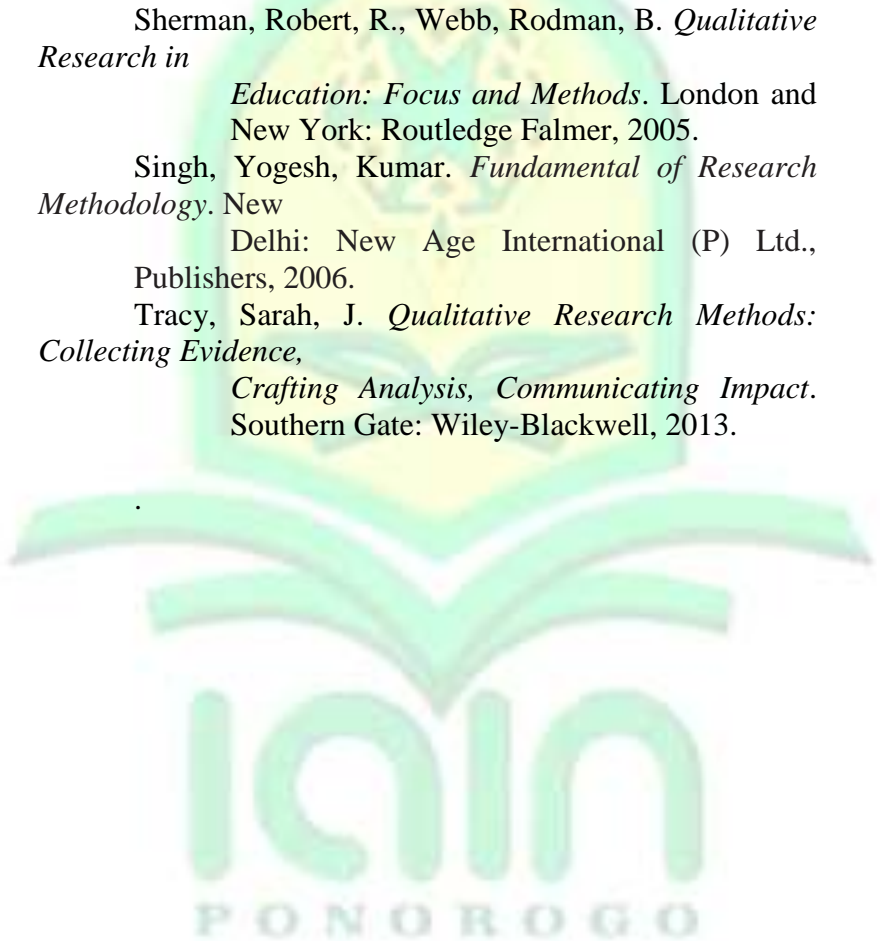 Sherman, Robert, R., Webb, Rodman, B. Qualitative
Research in
Education: Focus and Methods. London and
New York: Routledge Falmer, 2005.
Singh, Yogesh, Kumar. Fundamental of Research
Methodology. New
Delhi: New Age International (P) Ltd.,
Publishers, 2006.
Tracy, Sarah, J. Qualitative Research Methods:
Collecting Evidence,
Crafting Analysis, Communicating Impact.
Southern Gate: Wiley-Blackwell, 2013.
.
iain
PONOROGO